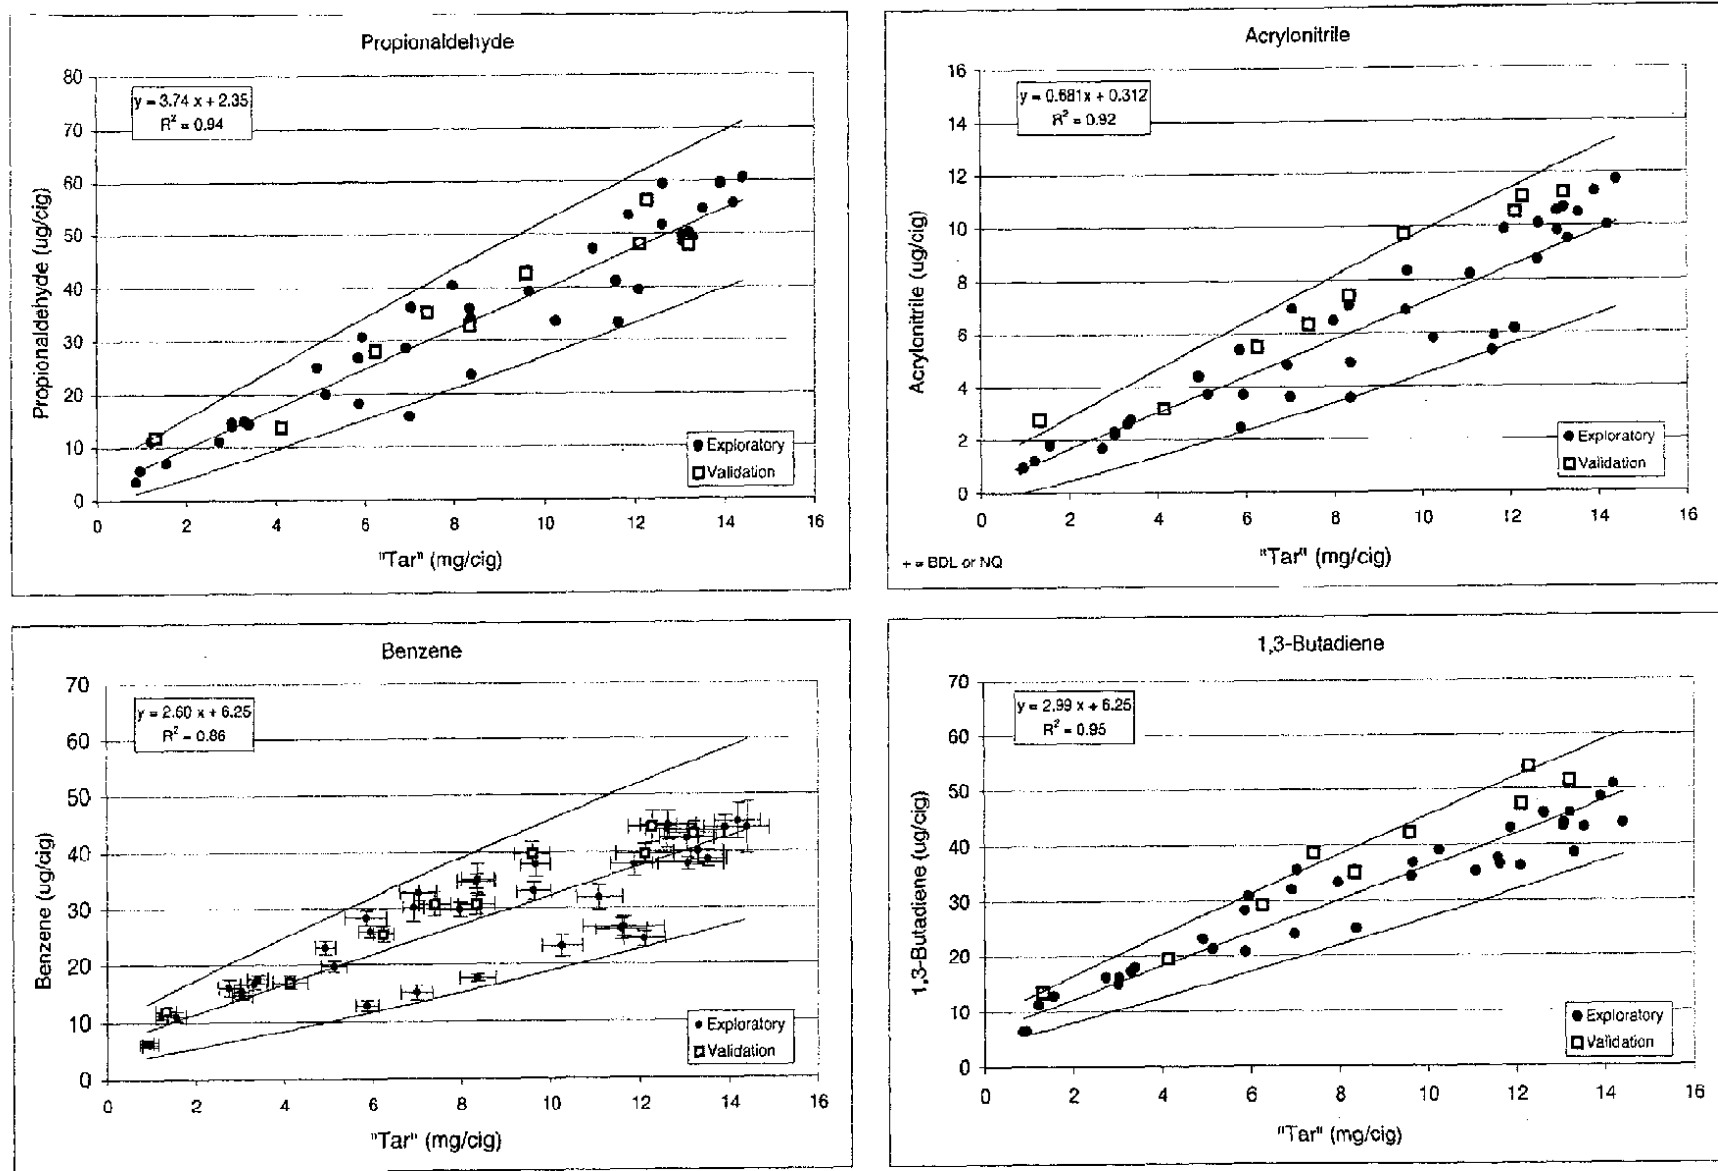 Propionaldehyde
y = 3.74 x + 2.35
R² = 0.94
Propionaldehyde (ug/cig)
80
70
60
50
40
30
20
10
0
0 2 4 6 8 10 12 14 16
"Tar" (mg/cig)
Exploratory
Validation
Acrylonitrile
y = 0.681x + 0.312
R² = 0.92
Acrylonitrile (ug/cig)
16
14
12
10
8
6
4
2
0
0 2 4 6 8 10 12 14 16
"Tar" (mg/cig)
+ = BDL or NQ
Exploratory
Validation
Benzene
y = 2.60 x + 6.25
R² = 0.86
Benzene (ug/cig)
70
60
50
40
30
20
10
0
0 2 4 6 8 10 12 14 16
"Tar" (mg/cig)
Exploratory
Validation
1,3-Butadiene
y = 2.99 x + 6.25
R² = 0.95
1,3-Butadiene (ug/cig)
70
60
50
40
30
20
10
0
0 2 4 6 8 10 12 14 16
"Tar" (mg/cig)
Exploratory
Validation